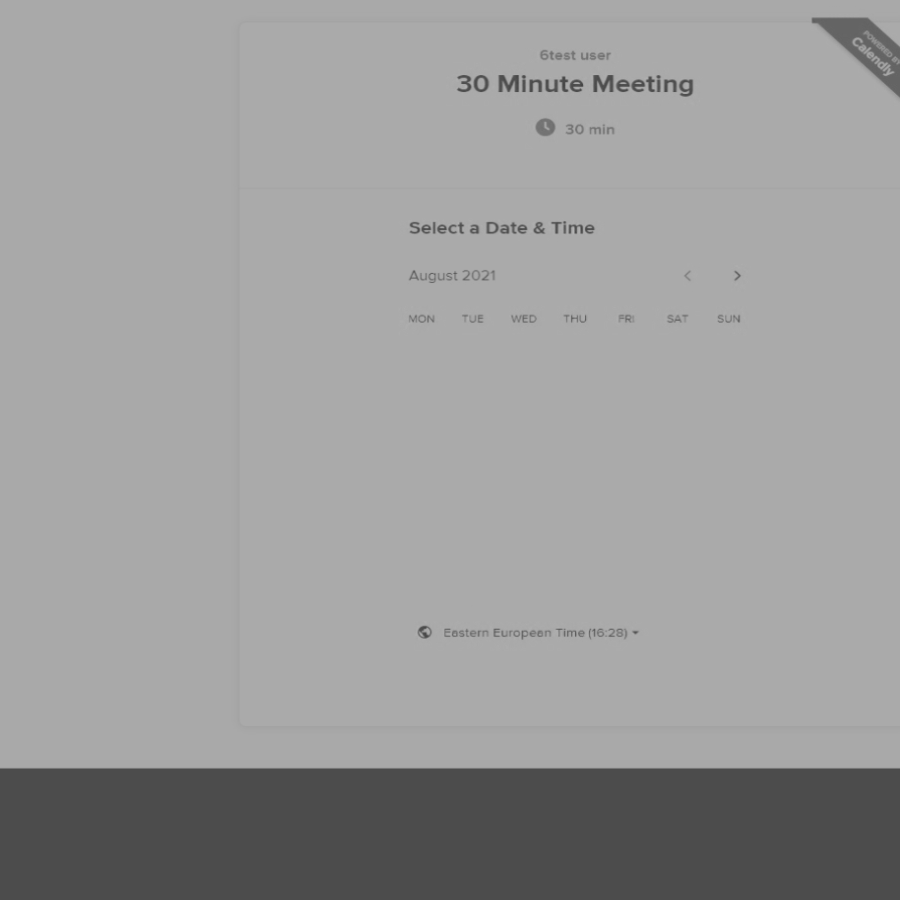 6test user
30 Minute Meeting
30 min
POWERED BY
Calendly
Select a Date & Time
August 2021
MON TUE WED THU FRI SAT SUN
Eastern European Time (16:28)